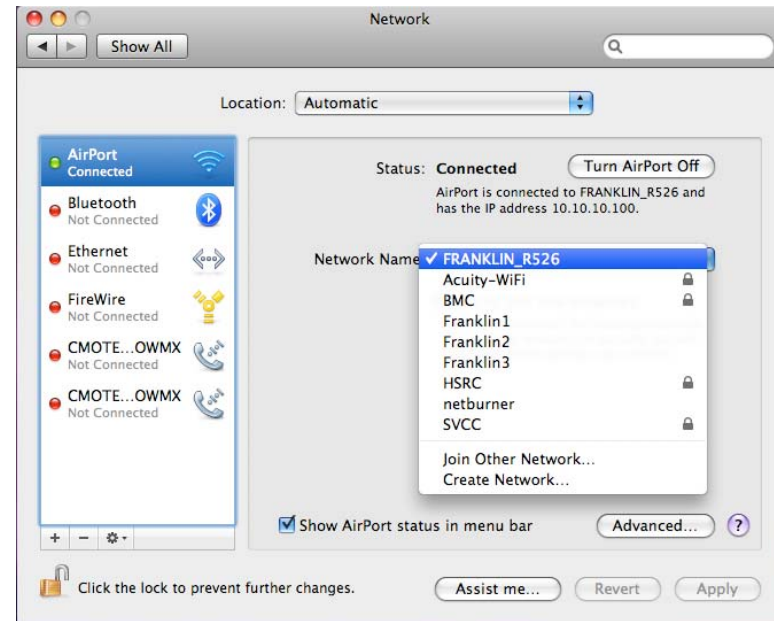 Network
Show All
Location: Automatic
AirPort
Connected
Bluetooth
Not Connected
Ethernet
Not Connected
FireWire
Not Connected
CMOTE...OWMX
Not Connected
CMOTE...OWMX
Not Connected
Status: Connected
Turn AirPort Off
AirPort is connected to FRANKLIN_R526 and
has the IP address 10.10.10.100.
Network Name
✓ FRANKLIN_R526
Acuity-WiFi
BMC
Franklin1
Franklin2
Franklin3
HSRC
netburner
SVCC
Join Other Network...
Create Network...
Show AirPort status in menu bar
Advanced...
?
+ −
Click the lock to prevent further changes.
Assist me...
Revert
Apply